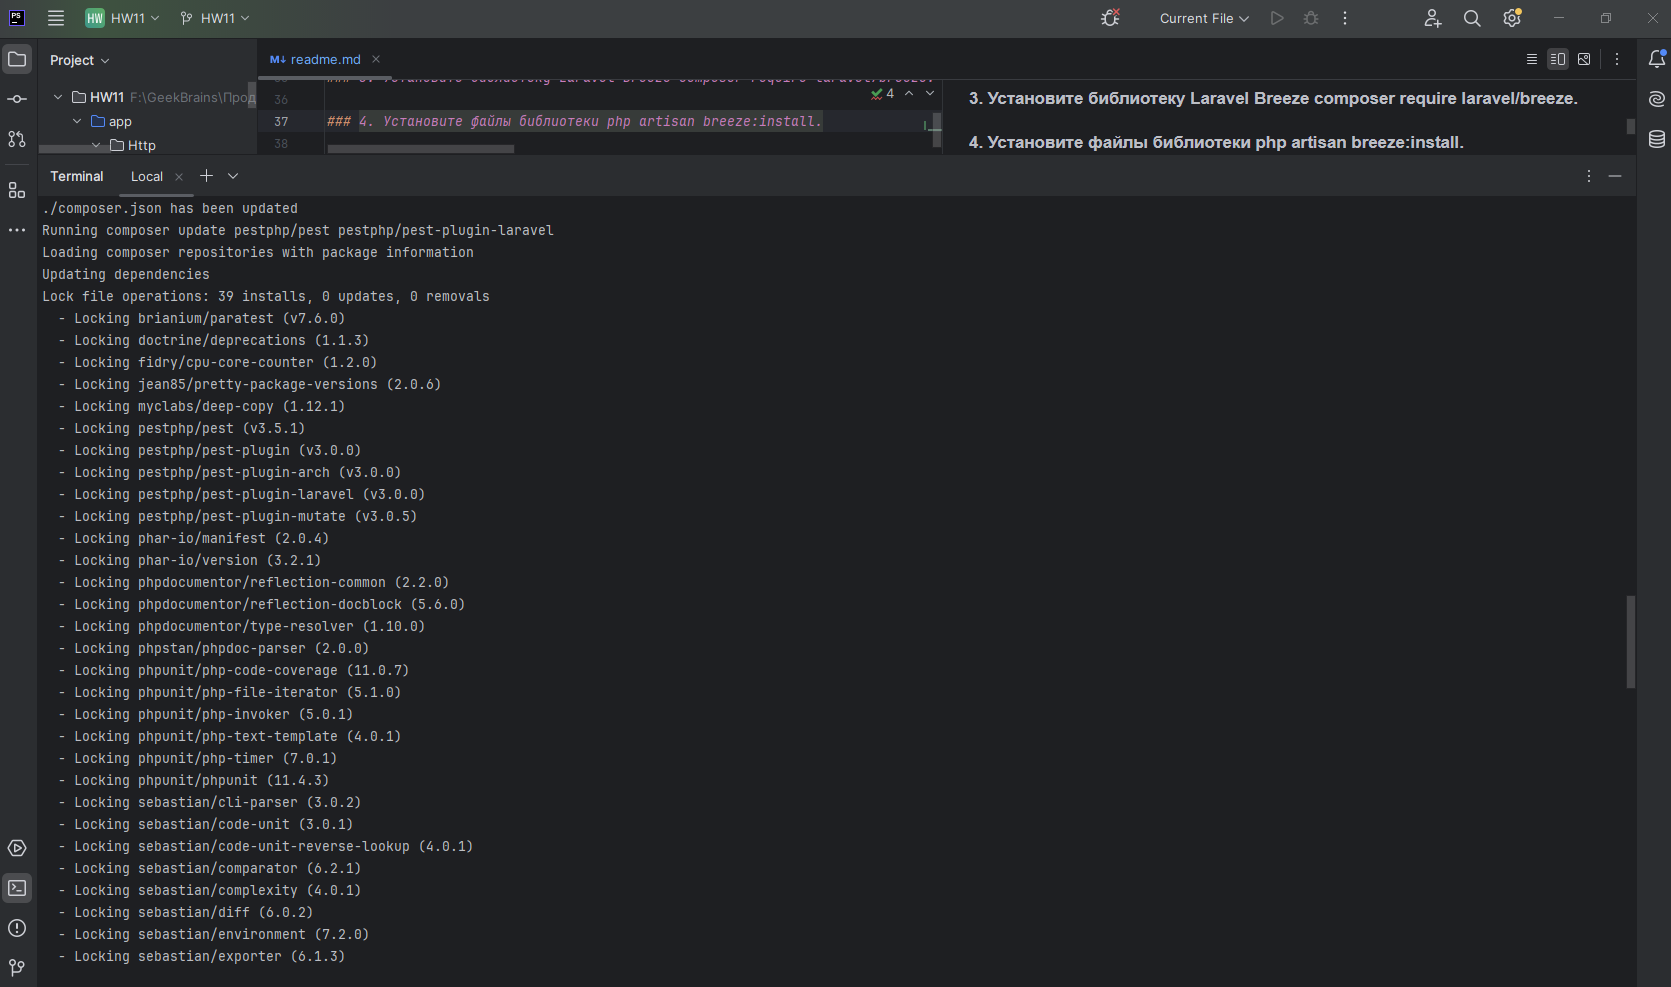 PS
HW HW11 HW11 Current File
Project
readme.md
HW11 F:\GeekBrains\Прод
app
Http
36
37 ### 4. Установите файлы библиотеки php artisan breeze:install.
38
4
3. Установите библиотеку Laravel Breeze composer require laravel/breeze.
4. Установите файлы библиотеки php artisan breeze:install.
Terminal Local
./composer.json has been updated
Running composer update pestphp/pest pestphp/pest-plugin-laravel
Loading composer repositories with package information
Updating dependencies
Lock file operations: 39 installs, 0 updates, 0 removals
- Locking brianium/paratest (v7.6.0)
- Locking doctrine/deprecations (1.1.3)
- Locking fidry/cpu-core-counter (1.2.0)
- Locking jean85/pretty-package-versions (2.0.6)
- Locking myclabs/deep-copy (1.12.1)
- Locking pestphp/pest (v3.5.1)
- Locking pestphp/pest-plugin (v3.0.0)
- Locking pestphp/pest-plugin-arch (v3.0.0)
- Locking pestphp/pest-plugin-laravel (v3.0.0)
- Locking pestphp/pest-plugin-mutate (v3.0.5)
- Locking phar-io/manifest (2.0.4)
- Locking phar-io/version (3.2.1)
- Locking phpdocumentor/reflection-common (2.2.0)
- Locking phpdocumentor/reflection-docblock (5.6.0)
- Locking phpdocumentor/type-resolver (1.10.0)
- Locking phpstan/phpdoc-parser (2.0.0)
- Locking phpunit/php-code-coverage (11.0.7)
- Locking phpunit/php-file-iterator (5.1.0)
- Locking phpunit/php-invoker (5.0.1)
- Locking phpunit/php-text-template (4.0.1)
- Locking phpunit/php-timer (7.0.1)
- Locking phpunit/phpunit (11.4.3)
- Locking sebastian/cli-parser (3.0.2)
- Locking sebastian/code-unit (3.0.1)
- Locking sebastian/code-unit-reverse-lookup (4.0.1)
- Locking sebastian/comparator (6.2.1)
- Locking sebastian/complexity (4.0.1)
- Locking sebastian/diff (6.0.2)
- Locking sebastian/environment (7.2.0)
- Locking sebastian/exporter (6.1.3)